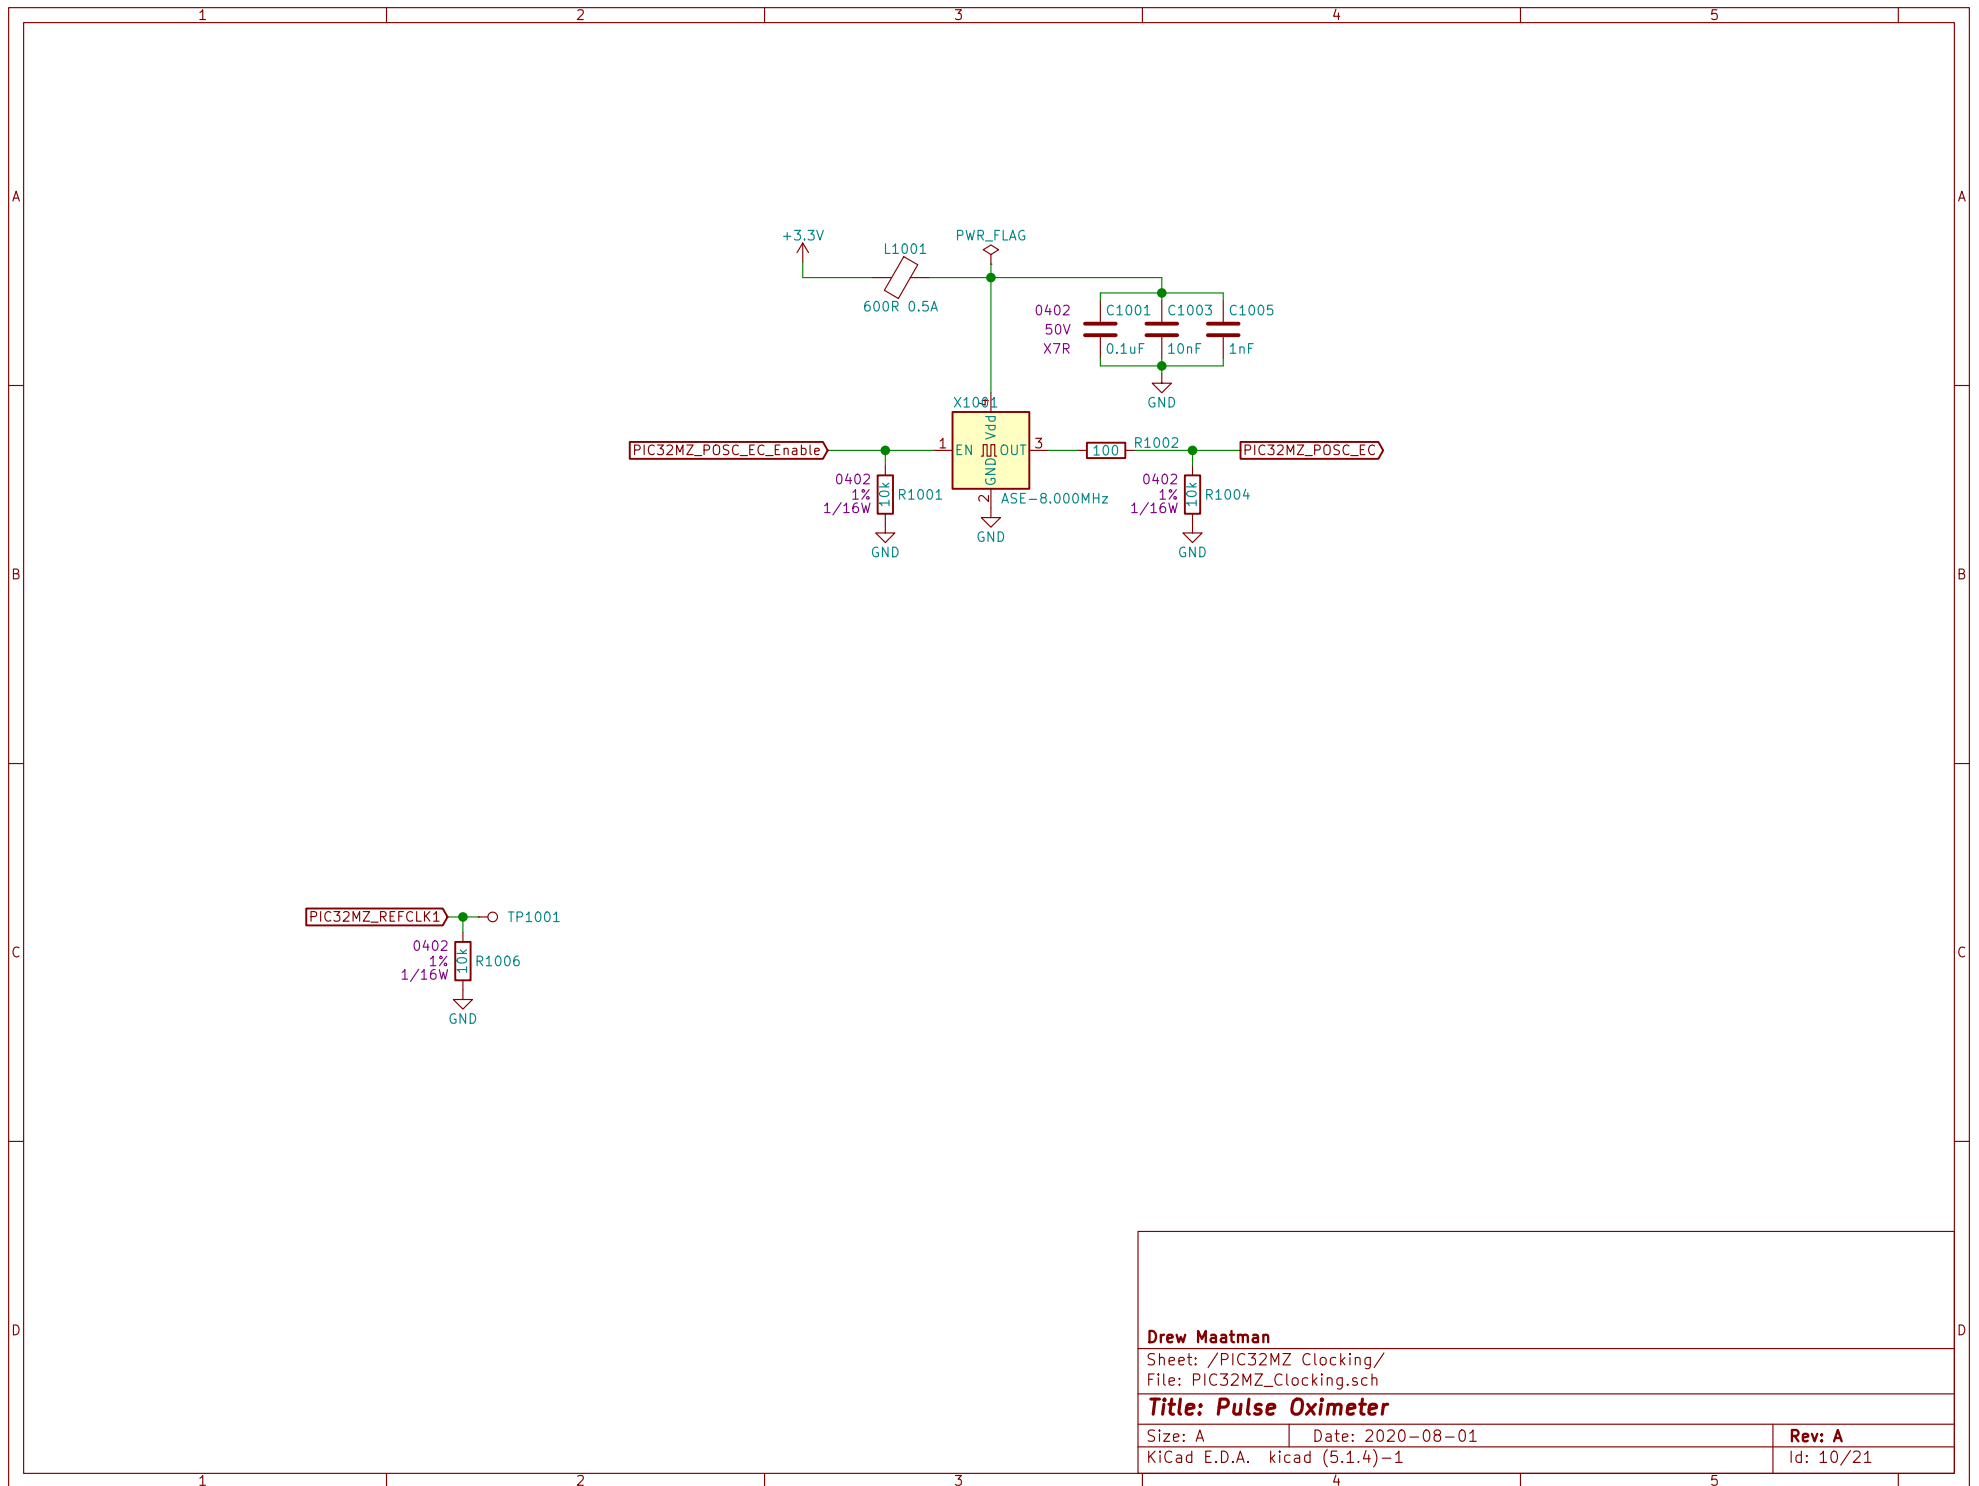 1 2 3 4 5
A A
+3.3V
L1001
600R 0.5A
PWR_FLAG
0402
50V
X7R
C1001
0.1uF
C1003
10nF
C1005
1nF
GND
X1001
4
Vdd
PIC32MZ_POSC_EC_Enable
1
EN
OUT
3
GND
2
ASE-8.000MHz
GND
100
R1002
PIC32MZ_POSC_EC
0402
1%
1/16W
10k
R1001
GND
0402
1%
1/16W
10k
R1004
GND
B B
PIC32MZ_REFCLK1
TP1001
0402
1%
1/16W
10k
R1006
GND
C C
D D
Drew Maatman
Sheet: /PIC32MZ Clocking/
File: PIC32MZ_Clocking.sch
Title: Pulse Oximeter
Size: A Date: 2020-08-01 Rev: A
KiCad E.D.A. kicad (5.1.4)-1 Id: 10/21
1 2 3 4 5